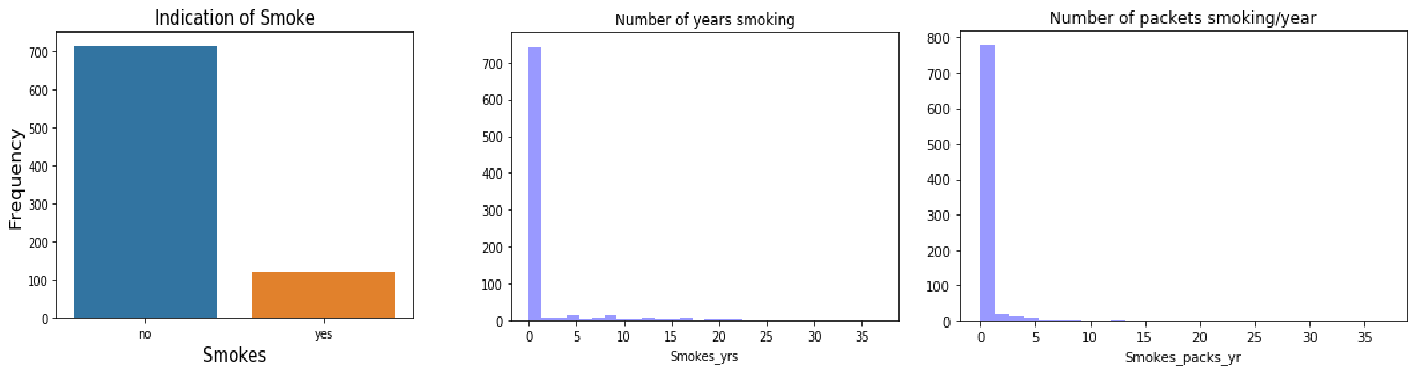 Indication of Smoke
700
600
500
400
300
200
100
0
Frequency
no yes
Smokes
Number of years smoking
700
600
500
400
300
200
100
0
0 5 10 15 20 25 30 35
Smokes_yrs
Number of packets smoking/year
800
700
600
500
400
300
200
100
0
0 5 10 15 20 25 30 35
Smokes_packs_yr